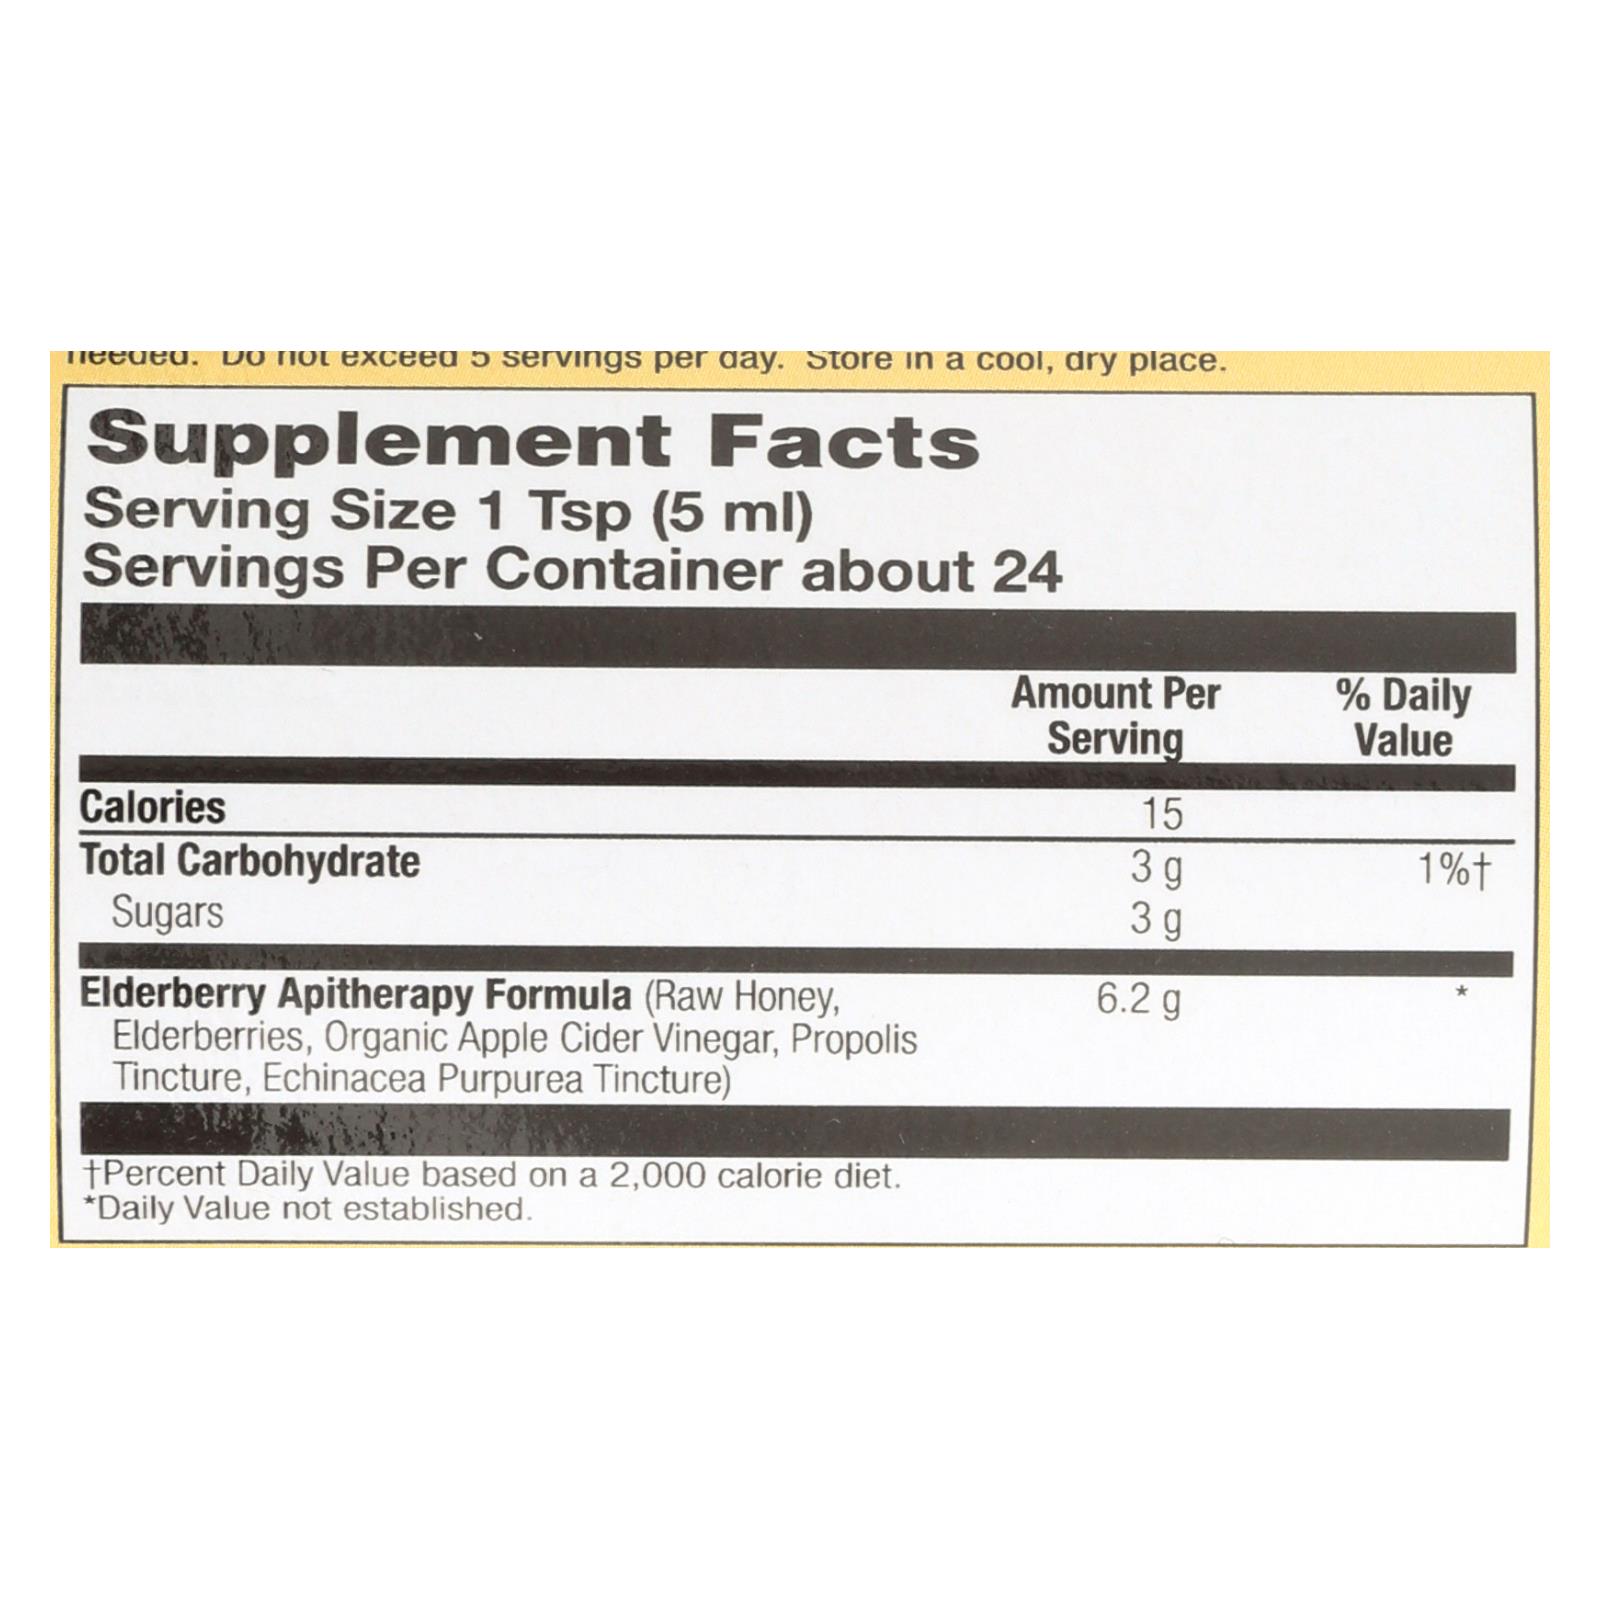 needed. Do not exceed 5 servings per day. Store in a cool, dry place.
Supplement Facts
Serving Size 1 Tsp (5 ml)
Servings Per Container about 24
Amount Per % Daily
Serving Value
Calories 15
Total Carbohydrate 3 g 1%†
Sugars 3 g
Elderberry Apitherapy Formula (Raw Honey, 6.2 g *
Elderberries, Organic Apple Cider Vinegar, Propolis
Tincture, Echinacea Purpurea Tincture)
†Percent Daily Value based on a 2,000 calorie diet.
*Daily Value not established.